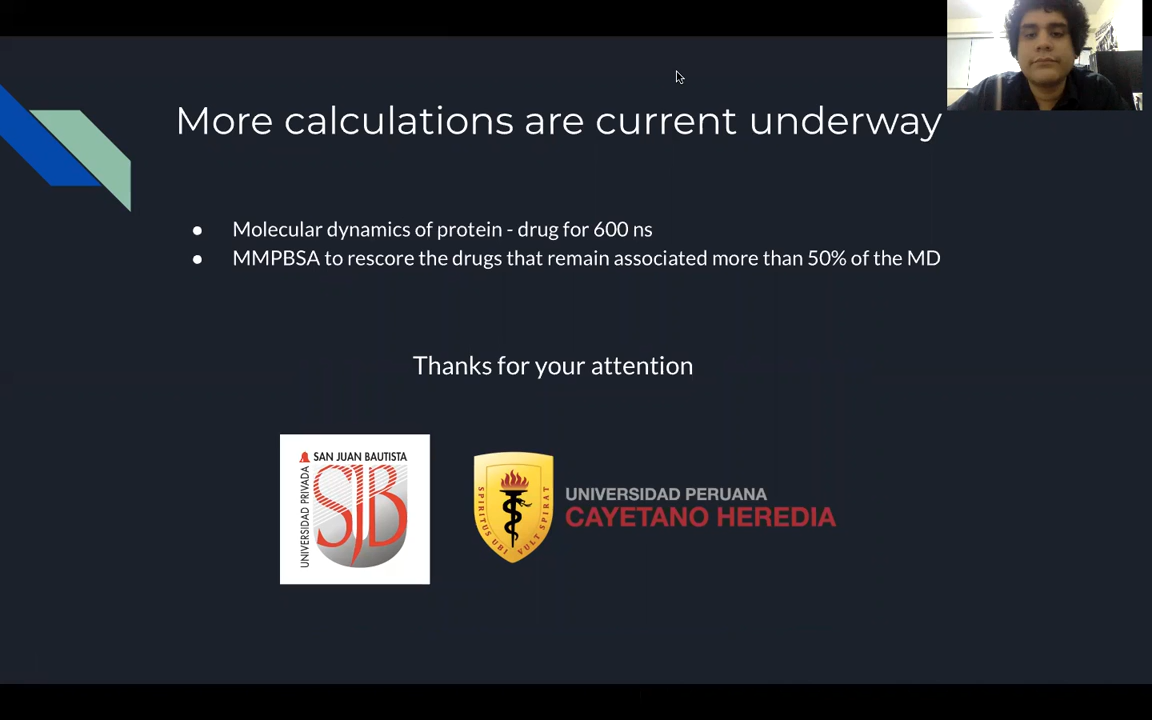 More calculations are current underway
● Molecular dynamics of protein - drug for 600 ns
● MMPBSA to rescore the drugs that remain associated more than 50% of the MD
Thanks for your attention
SAN JUAN BAUTISTA
UNIVERSIDAD PRIVADA
SJB
SPIRITUS UBI VULT SPIRAT
UNIVERSIDAD PERUANA
CAYETANO HEREDIA